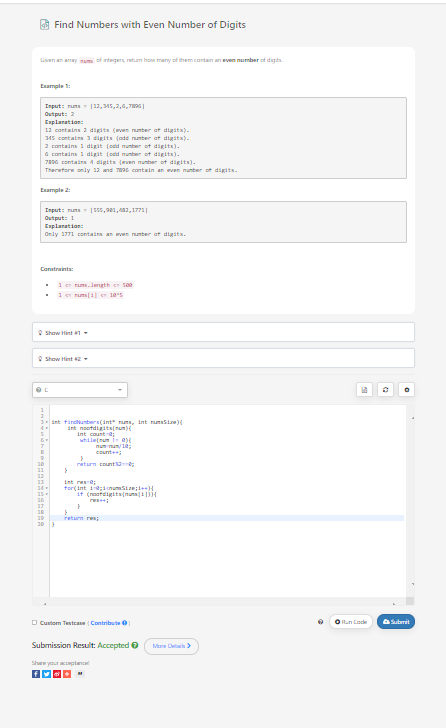 Find Numbers with Even Number of Digits
Given an array nums of integers, return how many of them contain an even number of digits.
Example 1:
Input: nums = [12,345,2,6,7896]
Output: 2
Explanation:
12 contains 2 digits (even number of digits).
345 contains 3 digits (odd number of digits).
2 contains 1 digit (odd number of digits).
6 contains 1 digit (odd number of digits).
7896 contains 4 digits (even number of digits).
Therefore only 12 and 7896 contain an even number of digits.
Example 2:
Input: nums = [555,901,482,1771]
Output: 1
Explanation:
Only 1771 contains an even number of digits.
Constraints:
• 1 <= nums.length <= 500
• 1 <= nums[i] <= 10^5
Show Hint #1
Show Hint #2
C
1
2
3 int findNumbers(int* nums, int numsSize){
4 int noofdigits(num){
5 int count=0;
6 while(num != 0){
7 num=num/10;
8 count++;
9 }
10 return count%2==0;
11 }
12
13 int res=0;
14 for(int i=0;i<numsSize;i++){
15 if (noofdigits(nums[i])){
16 res++;
17 }
18 }
19 return res;
20 }
Custom Testcase ( Contribute )
Run Code
Submit
Submission Result: Accepted
More Details
Share your acceptance!